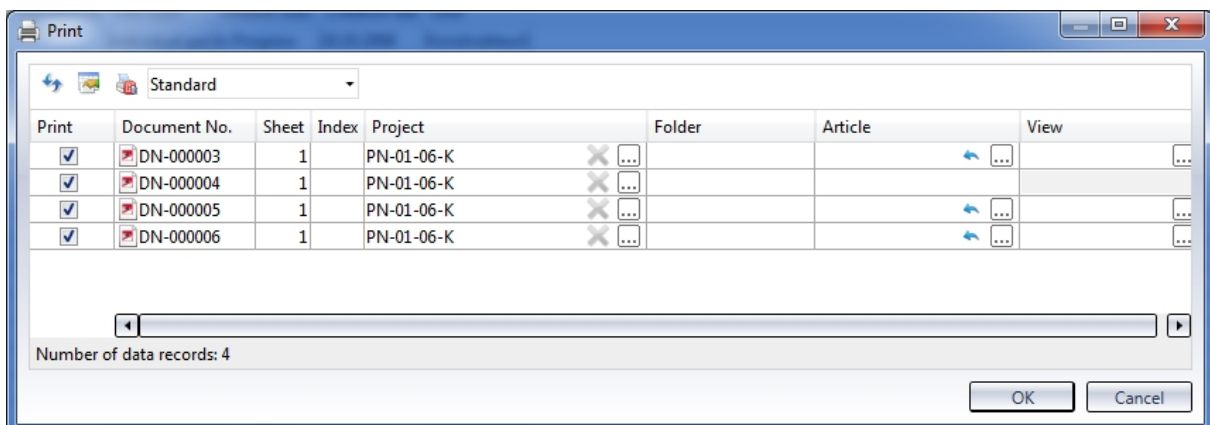 Print
Standard
Print Document No. Sheet Index Project Folder Article View
DN-000003 1 PN-01-06-K ... ... ...
DN-000004 1 PN-01-06-K ...
DN-000005 1 PN-01-06-K ... ... ...
DN-000006 1 PN-01-06-K ... ... ...
Number of data records: 4
OK Cancel